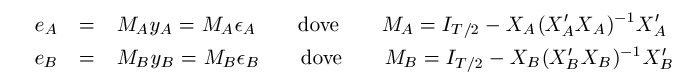 e_A = M_A y_A = M_A ϵ_A dove M_A = I_{T/2} − X_A(X′_A X_A)^{−1}X′_A
e_B = M_B y_B = M_B ϵ_B dove M_B = I_{T/2} − X_B(X′_B X_B)^{−1}X′_B